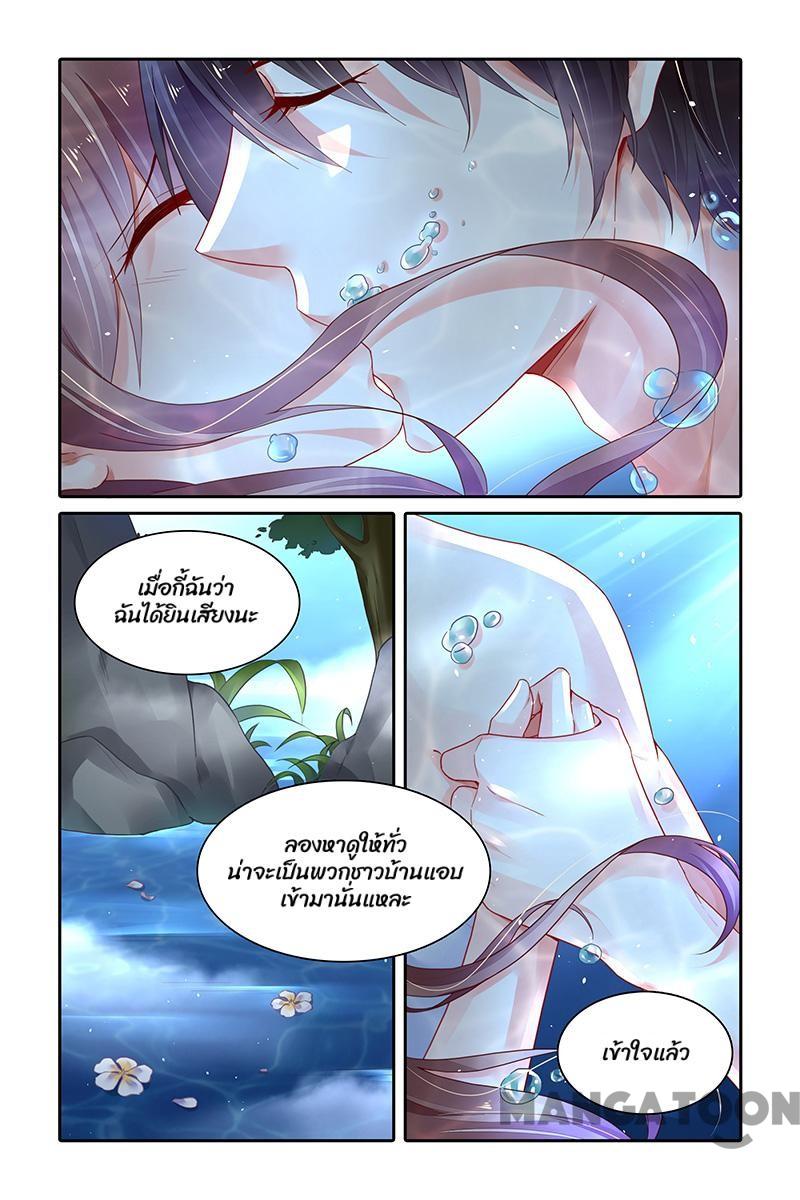 เมื่อกี้ฉันว่า
ฉันได้ยินเสียงนะ
ลองหาดูให้ทั่ว
น่าจะเป็นพวกชาวบ้านแอบ
เข้ามานั่นแหละ
เข้าใจแล้ว
MANGATOON